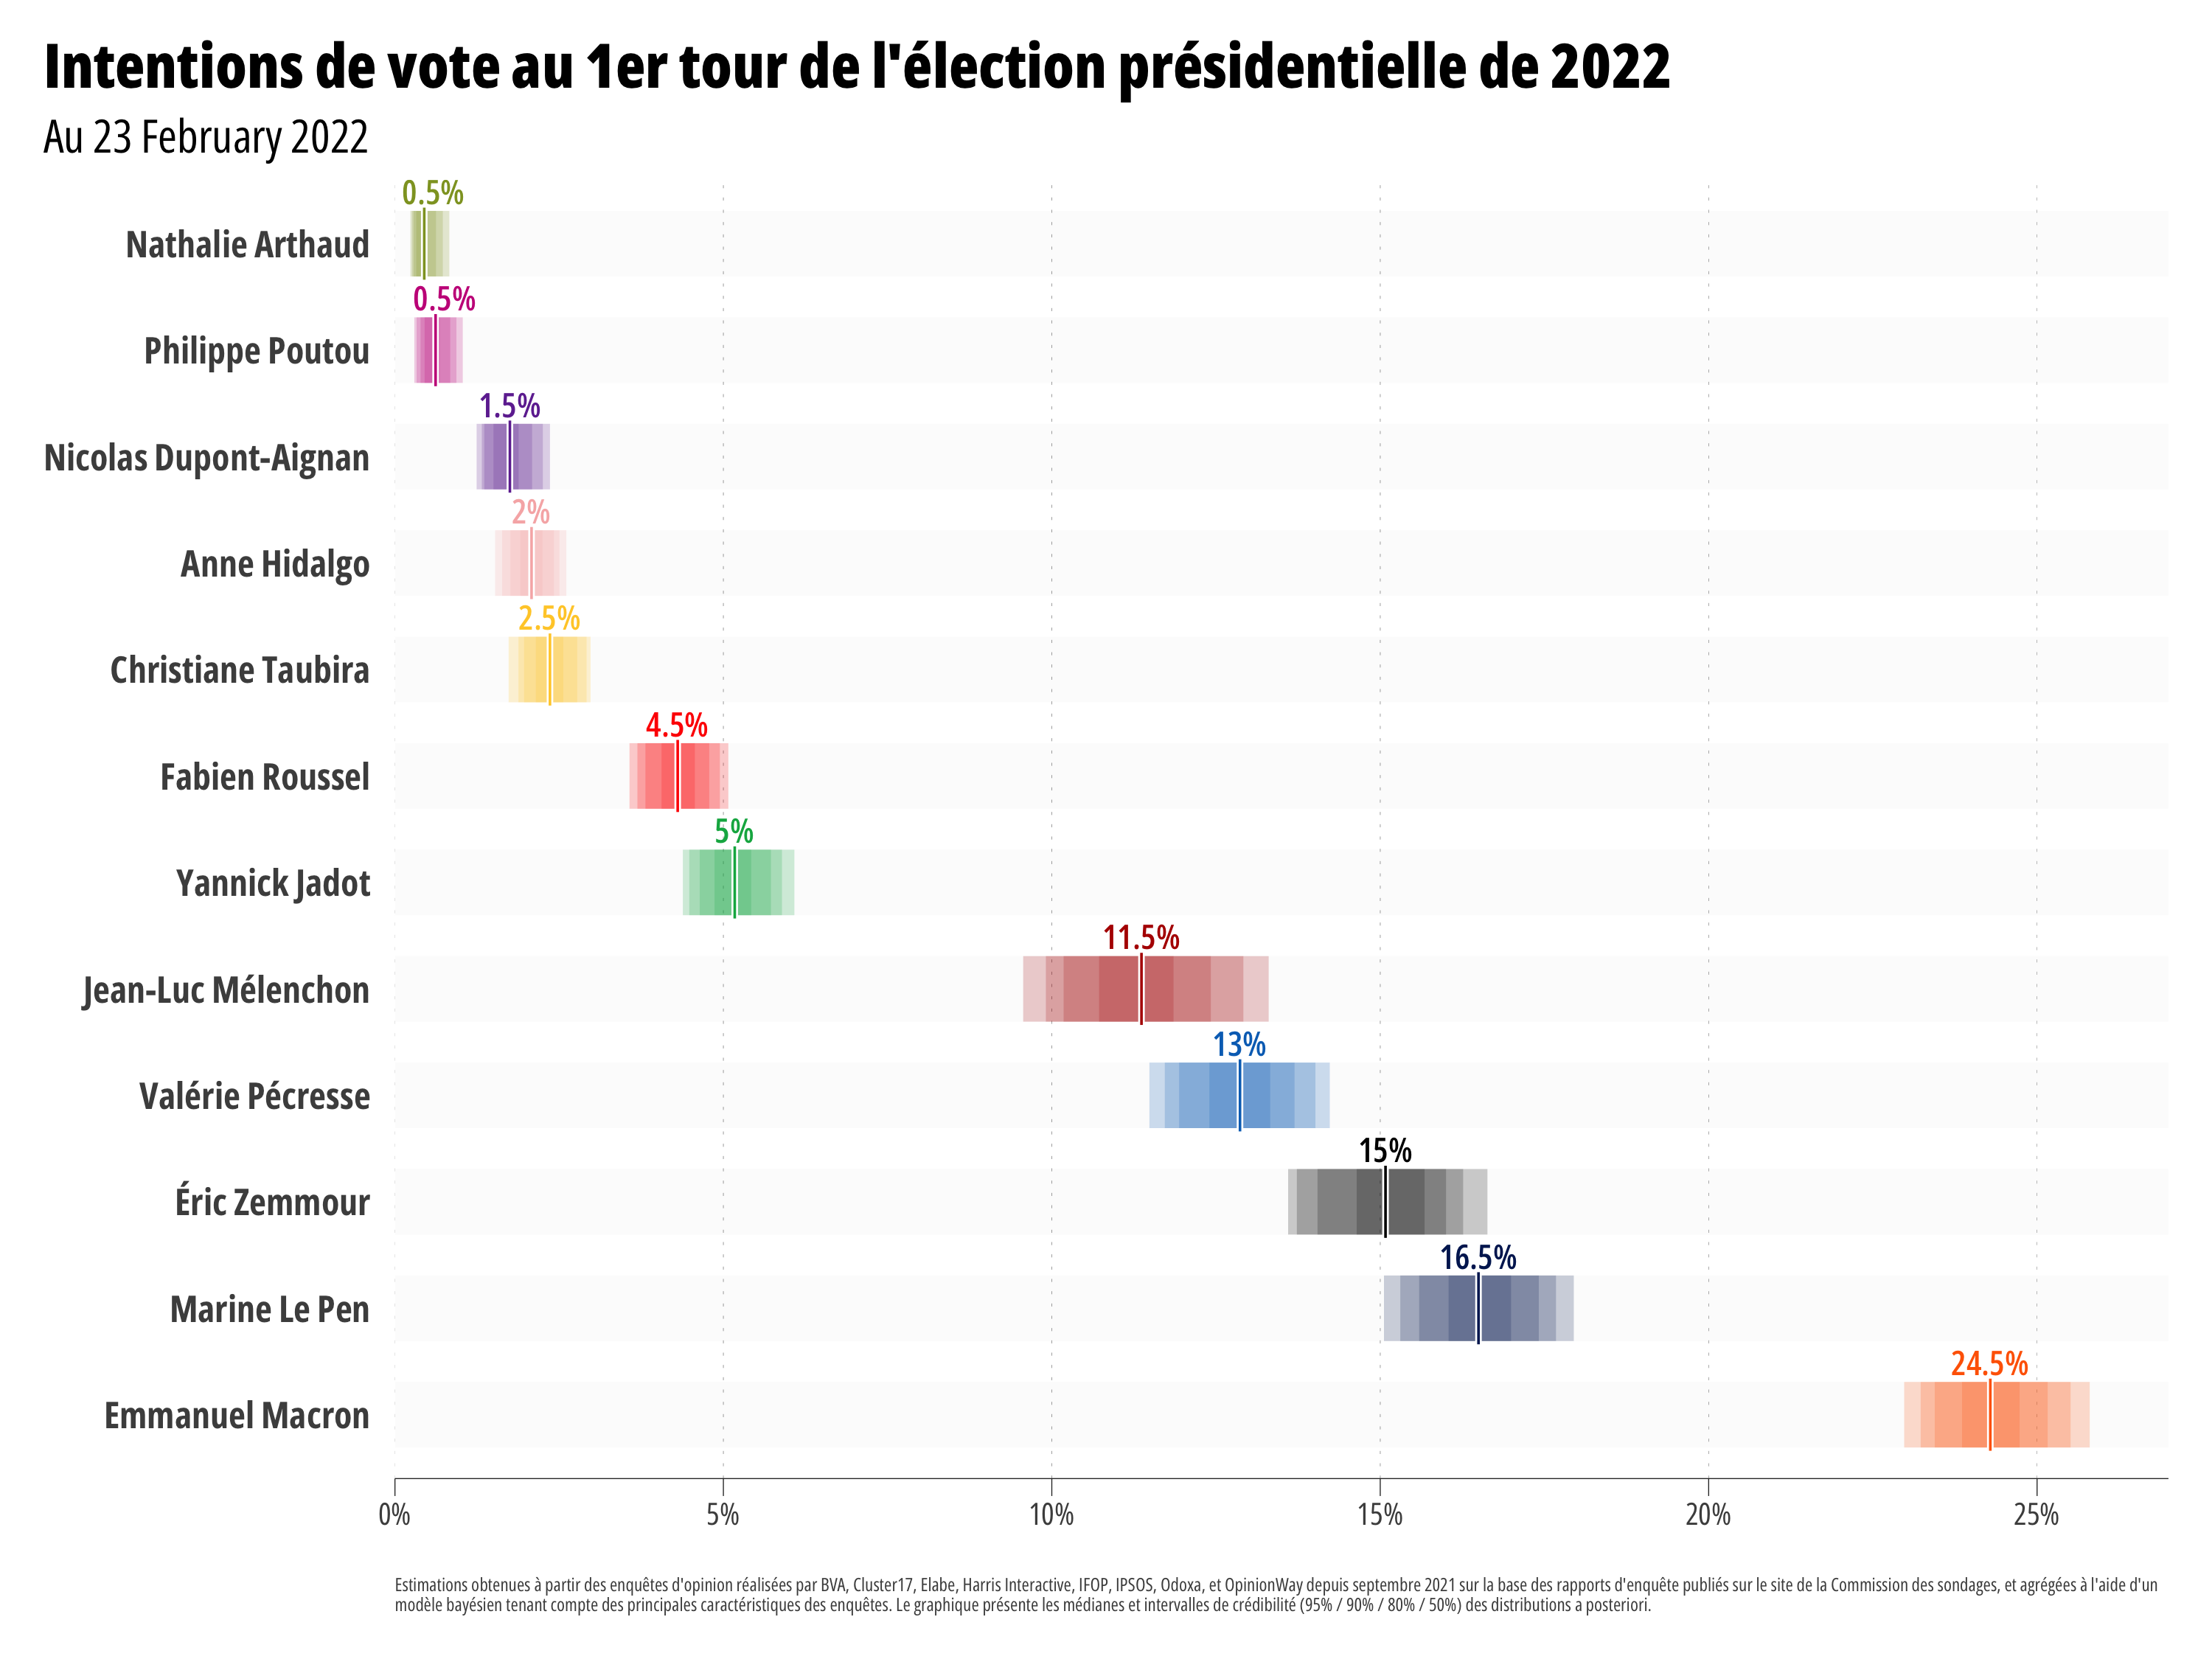 Intentions de vote au 1er tour de l'élection présidentielle de 2022
Au 23 February 2022
0.5%
Nathalie Arthaud
0.5%
Philippe Poutou
1.5%
Nicolas Dupont-Aignan
2%
Anne Hidalgo
2.5%
Christiane Taubira
4.5%
Fabien Roussel
5%
Yannick Jadot
11.5%
Jean-Luc Mélenchon
13%
Valérie Pécresse
15%
Éric Zemmour
16.5%
Marine Le Pen
24.5%
Emmanuel Macron
0% 5% 10% 15% 20% 25%
Estimations obtenues à partir des enquêtes d'opinion réalisées par BVA, Cluster17, Elabe, Harris Interactive, IFOP, IPSOS, Odoxa, et OpinionWay depuis septembre 2021 sur la base des rapports d'enquête publiés sur le site de la Commission des sondages, et agrégées à l'aide d'un
modèle bayésien tenant compte des principales caractéristiques des enquêtes. Le graphique présente les médianes et intervalles de crédibilité (95% / 90% / 80% / 50%) des distributions a posteriori.